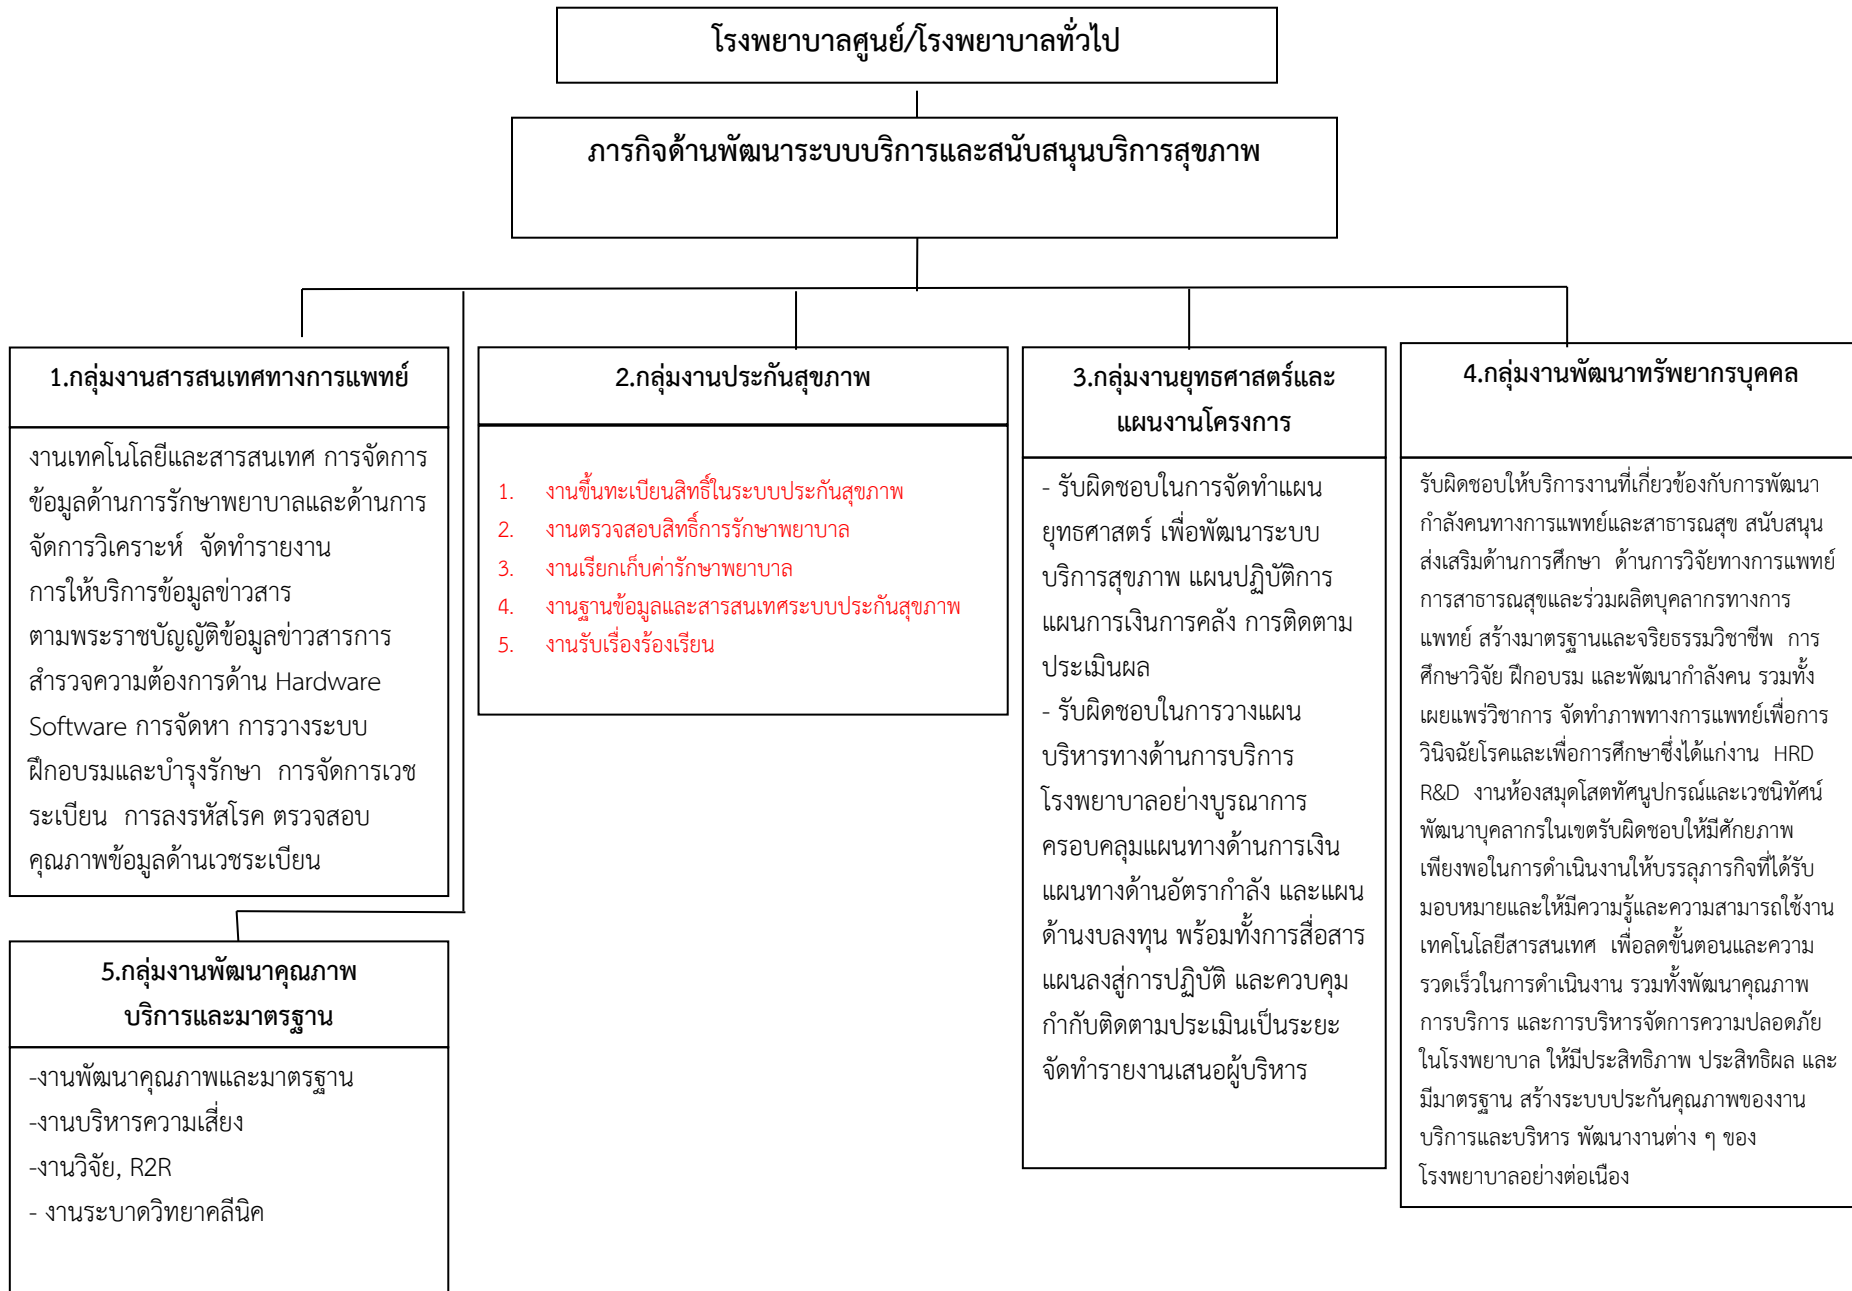 โรงพยาบาลศูนย์/โรงพยาบาลทั่วไป
ภารกิจด้านพัฒนาระบบบริการและสนับสนุนบริการสุขภาพ
1.กลุ่มงานสารสนเทศทางการแพทย์
งานเทคโนโลยีและสารสนเทศ การจัดการ
ข้อมูลด้านการรักษาพยาบาลและด้านการ
จัดการวิเคราะห์  จัดทำรายงาน
การให้บริการข้อมูลข่าวสาร
ตามพระราชบัญญัติข้อมูลข่าวสารการ
สำรวจความต้องการด้าน Hardware
Software การจัดหา การวางระบบ
ฝึกอบรมและบำรุงรักษา  การจัดการเวช
ระเบียน  การลงรหัสโรค ตรวจสอบ
คุณภาพข้อมูลด้านเวชระเบียน
2.กลุ่มงานประกันสุขภาพ
1. งานขึ้นทะเบียนสิทธิ์ในระบบประกันสุขภาพ
2. งานตรวจสอบสิทธิ์การรักษาพยาบาล
3. งานเรียกเก็บค่ารักษาพยาบาล
4. งานฐานข้อมูลและสารสนเทศระบบประกันสุขภาพ
5. งานรับเรื่องร้องเรียน
3.กลุ่มงานยุทธศาสตร์และ
แผนงานโครงการ
- รับผิดชอบในการจัดทำแผน
ยุทธศาสตร์ เพื่อพัฒนาระบบ
บริการสุขภาพ แผนปฏิบัติการ
แผนการเงินการคลัง การติดตาม
ประเมินผล
- รับผิดชอบในการวางแผน
บริหารทางด้านการบริการ
โรงพยาบาลอย่างบูรณาการ
ครอบคลุมแผนทางด้านการเงิน
แผนทางด้านอัตรากำลัง และแผน
ด้านงบลงทุน พร้อมทั้งการสื่อสาร
แผนลงสู่การปฏิบัติ และควบคุม
กำกับติดตามประเมินเป็นระยะ
จัดทำรายงานเสนอผู้บริหาร
4.กลุ่มงานพัฒนาทรัพยากรบุคคล
รับผิดชอบให้บริการงานที่เกี่ยวข้องกับการพัฒนา
กำลังคนทางการแพทย์และสาธารณสุข สนับสนุน
ส่งเสริมด้านการศึกษา  ด้านการวิจัยทางการแพทย์
การสาธารณสุขและร่วมผลิตบุคลากรทางการ
แพทย์ สร้างมาตรฐานและจริยธรรมวิชาชีพ  การ
ศึกษาวิจัย ฝึกอบรม และพัฒนากำลังคน รวมทั้ง
เผยแพร่วิชาการ จัดทำภาพทางการแพทย์เพื่อการ
วินิจฉัยโรคและเพื่อการศึกษาซึ่งได้แก่งาน  HRD
R&D  งานห้องสมุดโสตทัศนูปกรณ์และเวชนิทัศน์
พัฒนาบุคลากรในเขตรับผิดชอบให้มีศักยภาพ
เพียงพอในการดำเนินงานให้บรรลุภารกิจที่ได้รับ
มอบหมายและให้มีความรู้และความสามารถใช้งาน
เทคโนโลยีสารสนเทศ  เพื่อลดขั้นตอนและความ
รวดเร็วในการดำเนินงาน รวมทั้งพัฒนาคุณภาพ
การบริการ และการบริหารจัดการความปลอดภัย
ในโรงพยาบาล ให้มีประสิทธิภาพ ประสิทธิผล และ
มีมาตรฐาน สร้างระบบประกันคุณภาพของงาน
บริการและบริหาร พัฒนางานต่าง ๆ ของ
โรงพยาบาลอย่างต่อเนื่อง
5.กลุ่มงานพัฒนาคุณภาพ
บริการและมาตรฐาน
-งานพัฒนาคุณภาพและมาตรฐาน
-งานบริหารความเสี่ยง
-งานวิจัย, R2R
- งานระบาดวิทยาคลีนิค